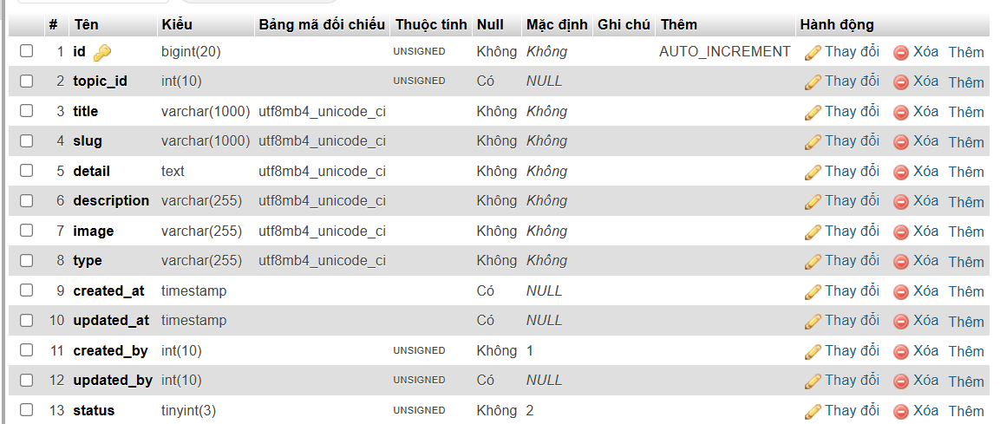 # Tên Kiểu Bảng mã đối chiếu Thuộc tính Null Mặc định Ghi chú Thêm Hành động
1 id bigint(20) UNSIGNED Không Không AUTO_INCREMENT Thay đổi Xóa Thêm
2 topic_id int(10) UNSIGNED Có NULL Thay đổi Xóa Thêm
3 title varchar(1000) utf8mb4_unicode_ci Không Không Thay đổi Xóa Thêm
4 slug varchar(1000) utf8mb4_unicode_ci Không Không Thay đổi Xóa Thêm
5 detail text utf8mb4_unicode_ci Không Không Thay đổi Xóa Thêm
6 description varchar(255) utf8mb4_unicode_ci Không Không Thay đổi Xóa Thêm
7 image varchar(255) utf8mb4_unicode_ci Không Không Thay đổi Xóa Thêm
8 type varchar(255) utf8mb4_unicode_ci Không Không Thay đổi Xóa Thêm
9 created_at timestamp Có NULL Thay đổi Xóa Thêm
10 updated_at timestamp Có NULL Thay đổi Xóa Thêm
11 created_by int(10) UNSIGNED Không 1 Thay đổi Xóa Thêm
12 updated_by int(10) UNSIGNED Có NULL Thay đổi Xóa Thêm
13 status tinyint(3) UNSIGNED Không 2 Thay đổi Xóa Thêm